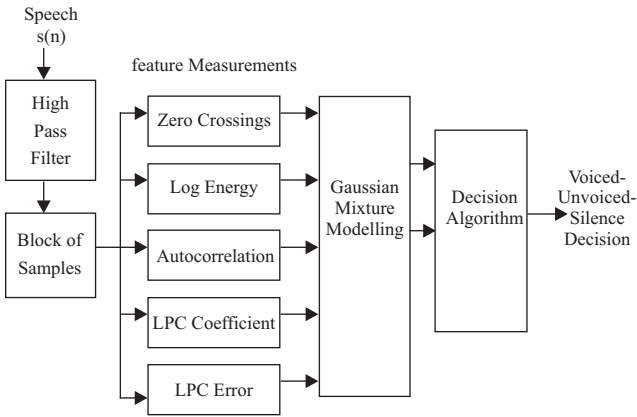 Speech
s(n)
feature Measurements
High
Pass
Filter
Block of
Samples
Zero Crossings
Log Energy
Autocorrelation
LPC Coefficient
LPC Error
Gaussian
Mixture
Modelling
Decision
Algorithm
Voiced-
Unvoiced-
Silence
Decision